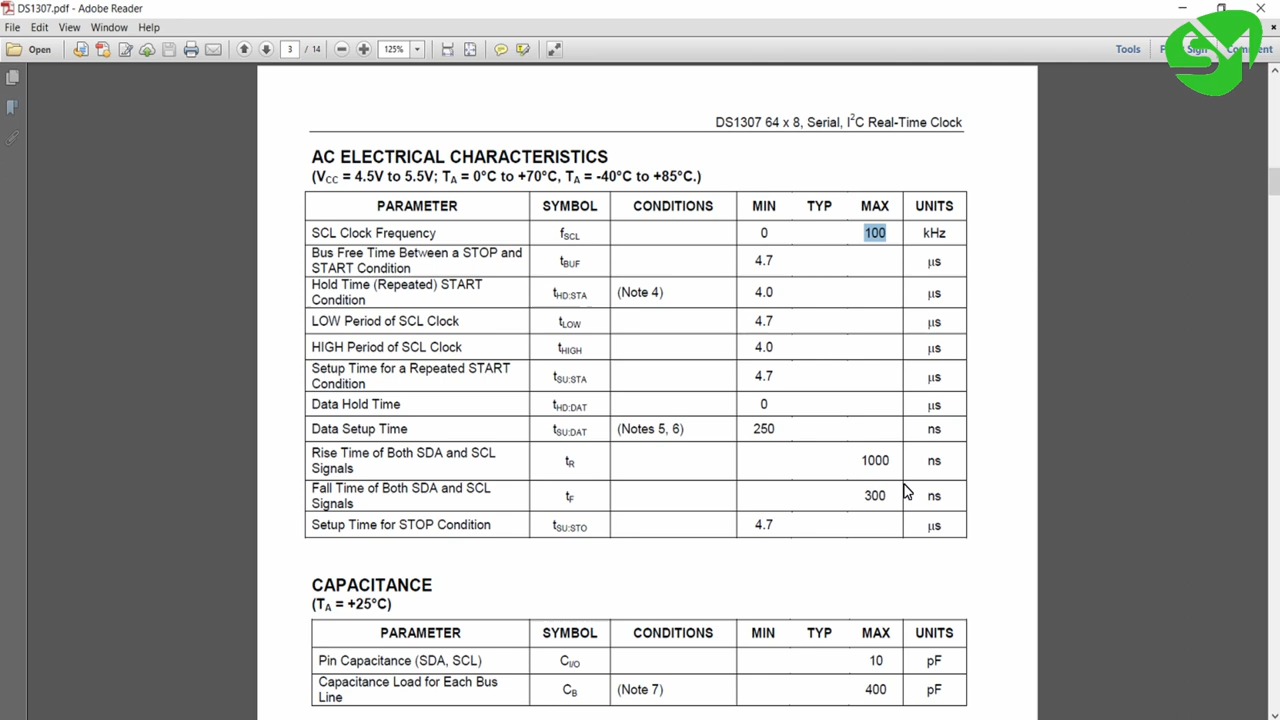 DS1307.pdf - Adobe Reader
File Edit View Window Help
Open 3 / 14 125% Tools Sign Comment
DS1307 64 x 8, Serial, I2C Real-Time Clock
AC ELECTRICAL CHARACTERISTICS
(VCC = 4.5V to 5.5V; TA = 0°C to +70°C, TA = -40°C to +85°C.)
PARAMETER SYMBOL CONDITIONS MIN TYP MAX UNITS
SCL Clock Frequency fSCL 0 100 kHz
Bus Free Time Between a STOP and
START Condition tBUF 4.7 μs
Hold Time (Repeated) START
Condition tHD:STA (Note 4) 4.0 μs
LOW Period of SCL Clock tLOW 4.7 μs
HIGH Period of SCL Clock tHIGH 4.0 μs
Setup Time for a Repeated START
Condition tSU:STA 4.7 μs
Data Hold Time tHD:DAT 0 μs
Data Setup Time tSU:DAT (Notes 5, 6) 250 ns
Rise Time of Both SDA and SCL
Signals tR 1000 ns
Fall Time of Both SDA and SCL
Signals tF 300 ns
Setup Time for STOP Condition tSU:STO 4.7 μs
CAPACITANCE
(TA = +25°C)
PARAMETER SYMBOL CONDITIONS MIN TYP MAX UNITS
Pin Capacitance (SDA, SCL) CI/O 10 pF
Capacitance Load for Each Bus
Line CB (Note 7) 400 pF